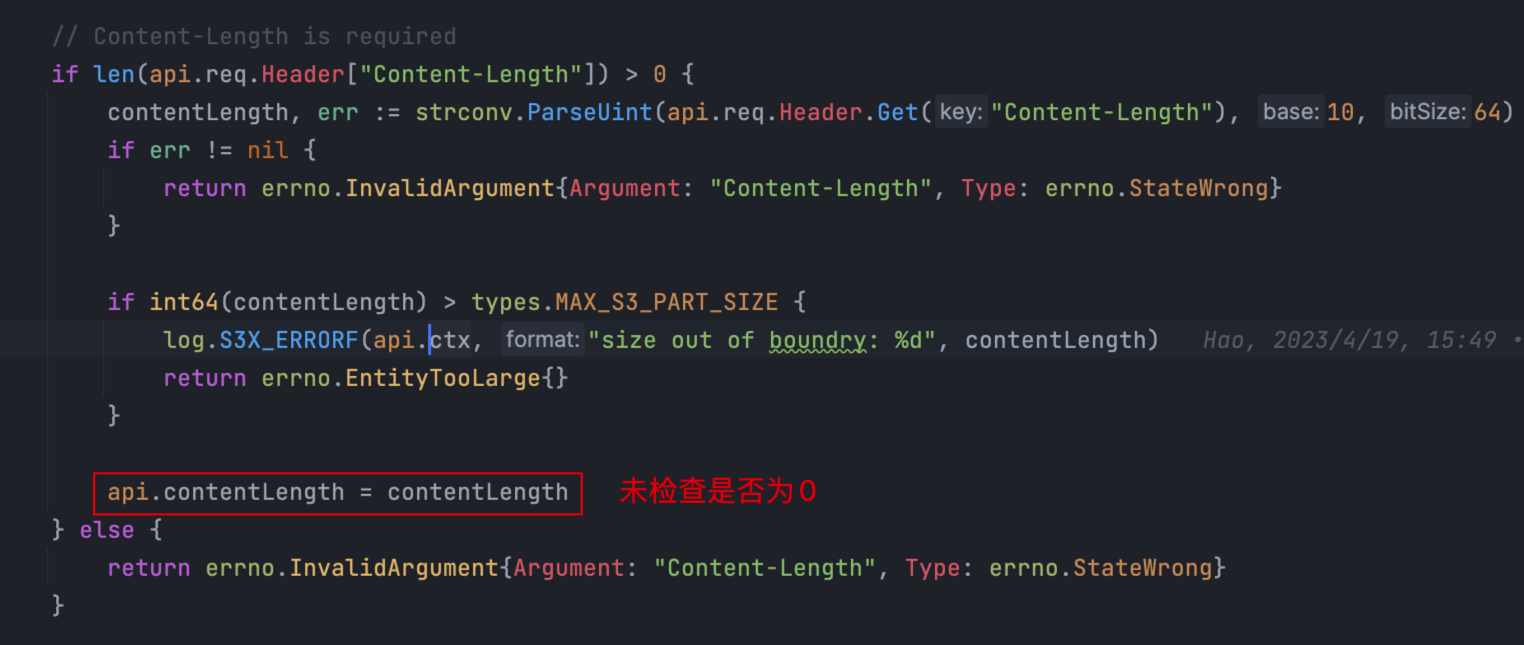 // Content-Length is required
if len(api.req.Header["Content-Length"]) > 0 {
contentLength, err := strconv.ParseUint(api.req.Header.Get( key: "Content-Length"), base: 10, bitSize: 64)
if err != nil {
return errno.InvalidArgument{Argument: "Content-Length", Type: errno.StateWrong}
}
if int64(contentLength) > types.MAX_S3_PART_SIZE {
log.S3X_ERRORF(api.ctx, format: "size out of boundry: %d", contentLength) Hao, 2023/4/19, 15:49 •
return errno.EntityTooLarge{}
}
api.contentLength = contentLength 未检查是否为0
} else {
return errno.InvalidArgument{Argument: "Content-Length", Type: errno.StateWrong}
}